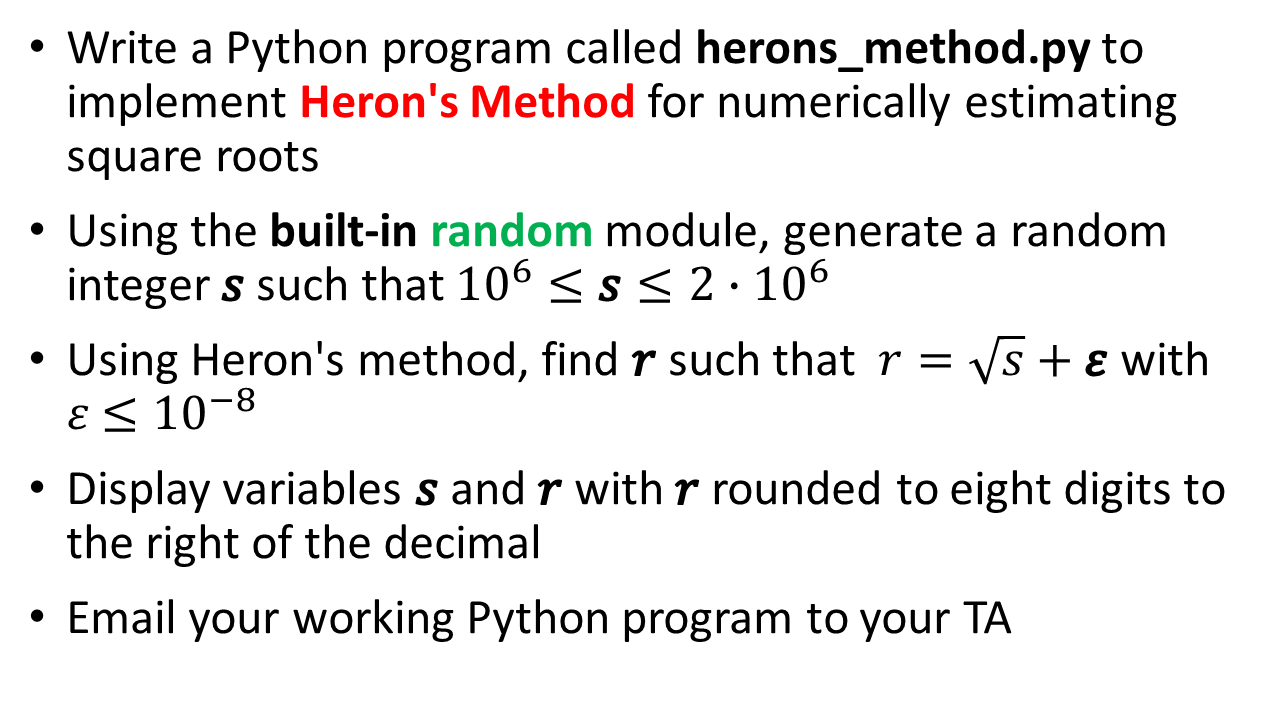 • Write a Python program called herons_method.py to
implement Heron's Method for numerically estimating
square roots
• Using the built-in random module, generate a random
integer s such that 10⁶ ≤ s ≤ 2 · 10⁶
• Using Heron's method, find r such that r = √s + ε with
ε ≤ 10⁻⁸
• Display variables s and r with r rounded to eight digits to
the right of the decimal
• Email your working Python program to your TA